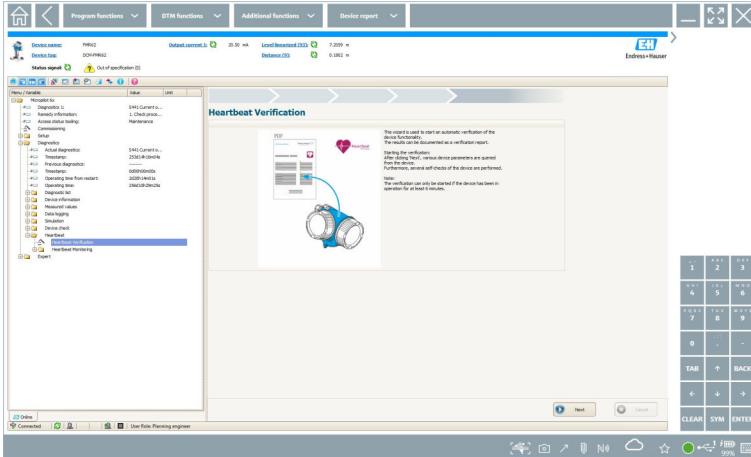 Program functions
DTM functions
Additional functions
Device report
Device name: FMR62
Output current 1: 20.50 mA
Level linearized (93): 7.2039 m
Device tag: DCM-FMR62
Distance (9): 0.1802 m
Status signal: Out of specification (S)
Endress+Hauser
Menu / Variable Value Unit
Micropilot 6x
Diagnostics 1: S441 Current o...
Remedy information: 1. Check proce...
Access status tooling: Maintenance
Commissioning
Setup
Diagnostics
Actual diagnostics: S441 Current o...
Timestamp:
Previous diagnostics: --------
Timestamp: 0d00h00m00s
Operating time from restart:
Operating time:
Diagnostic list
Device information
Measured values
Data logging
Simulation
Device check
Heartbeat
Heartbeat Verification
Heartbeat Monitoring
Expert
Heartbeat Verification
PDF
Heartbeat
This wizard is used to start an automatic verification of the
device functionality.
The results can be documented as a verification report.
Starting the verification:
After clicking 'Next', various device parameters are queried
from the device.
Furthermore, several self-checks of the device are performed.
Note:
The verification can only be started if the device has been in
operation for at least 6 minutes.
Next
Cancel
Online
Connected
User Role: Planning engineer
1
2
3
4
5
6
7
8
9
0
.
-
TAB
BACK
CLEAR
SYM
ENTER
99%